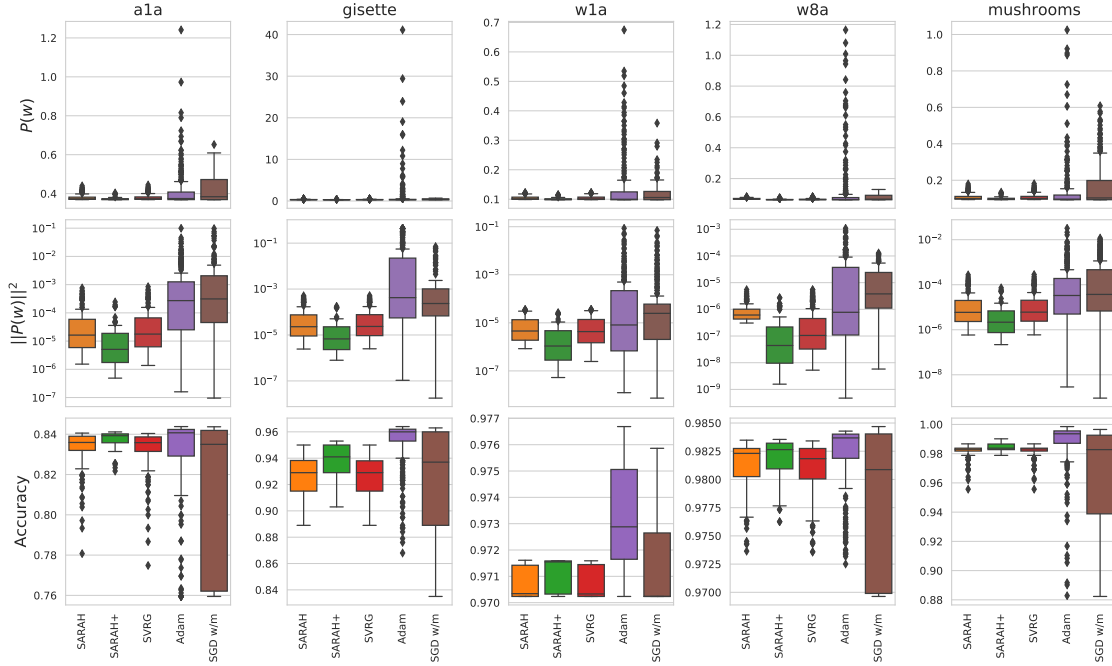 a1a gisette w1a w8a mushrooms
P(w)
1.2 1.0 0.8 0.6 0.4
40 30 20 10 0
0.7 0.6 0.5 0.4 0.3 0.2 0.1
1.2 1.0 0.8 0.6 0.4 0.2
1.0 0.8 0.6 0.4 0.2
||P(w)||²
10⁻¹ 10⁻² 10⁻³ 10⁻⁴ 10⁻⁵ 10⁻⁶ 10⁻⁷
10⁻¹ 10⁻³ 10⁻⁵ 10⁻⁷
10⁻¹ 10⁻³ 10⁻⁵ 10⁻⁷
10⁻³ 10⁻⁴ 10⁻⁵ 10⁻⁶ 10⁻⁷ 10⁻⁸ 10⁻⁹
10⁻² 10⁻⁴ 10⁻⁶ 10⁻⁸
Accuracy
0.84 0.82 0.80 0.78 0.76
0.96 0.94 0.92 0.90 0.88 0.86 0.84
0.977 0.976 0.975 0.974 0.973 0.972 0.971 0.970
0.9850 0.9825 0.9800 0.9775 0.9750 0.9725 0.9700
1.00 0.98 0.96 0.94 0.92 0.90 0.88
SARAH SARAH+ SVRG Adam SGD w/m
SARAH SARAH+ SVRG Adam SGD w/m
SARAH SARAH+ SVRG Adam SGD w/m
SARAH SARAH+ SVRG Adam SGD w/m
SARAH SARAH+ SVRG Adam SGD w/m